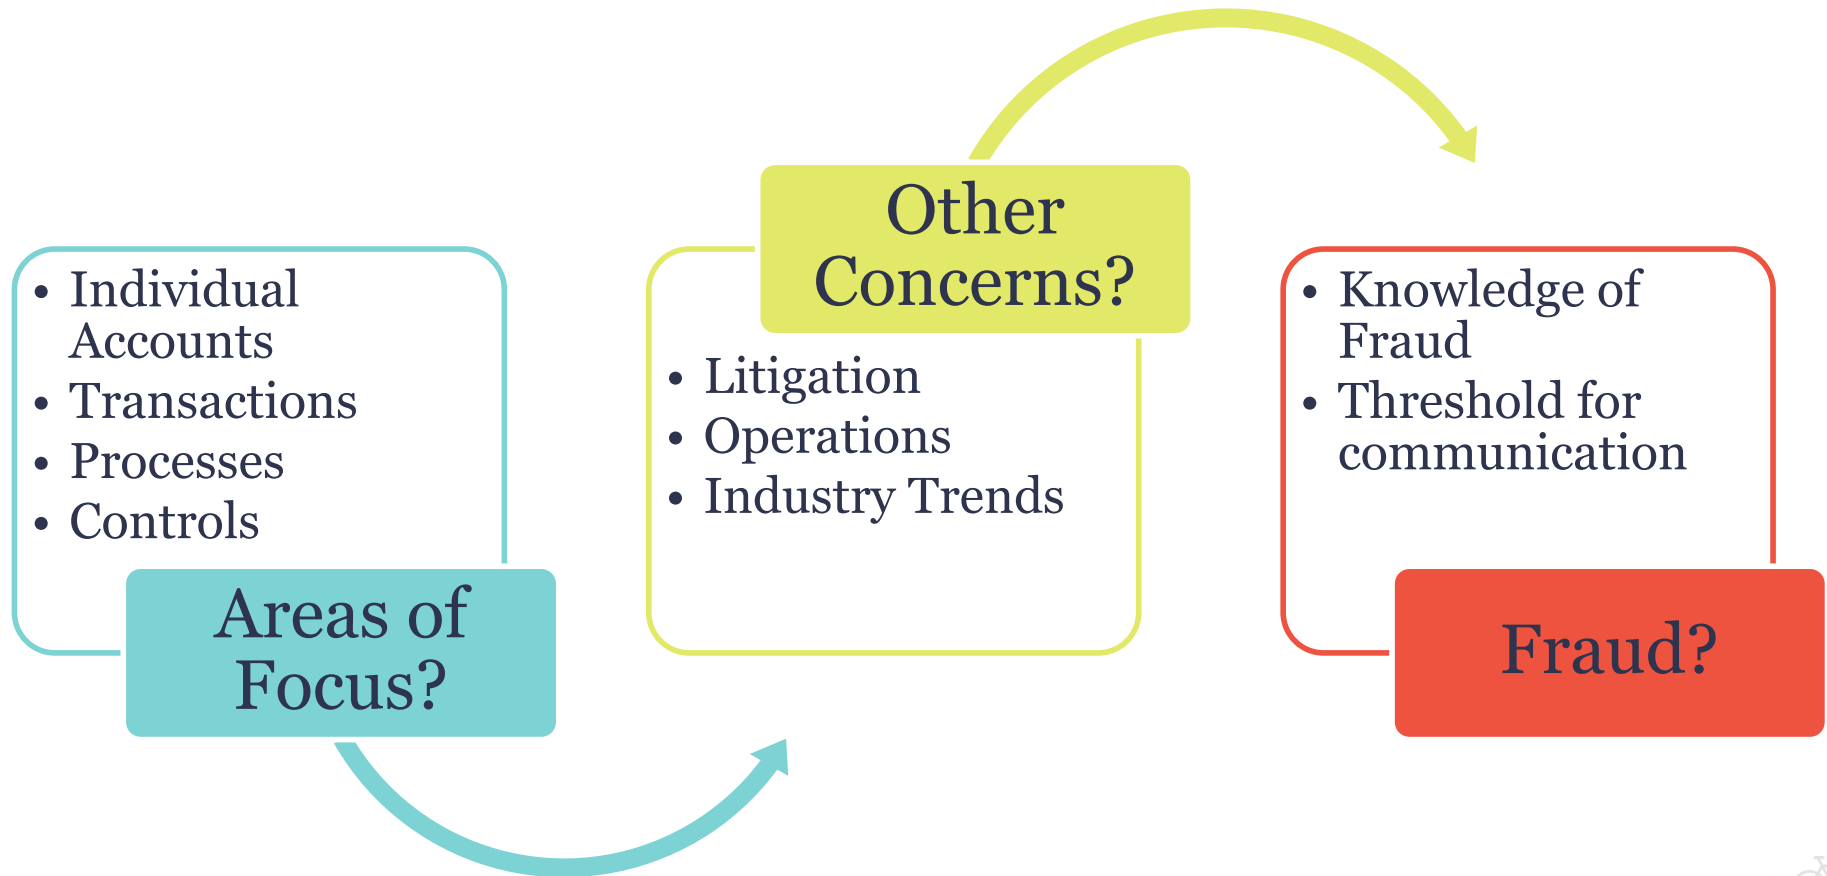 • Individual
Accounts
• Transactions
• Processes
• Controls
Areas of
Focus?
Other
Concerns?
• Litigation
• Operations
• Industry Trends
• Knowledge of
Fraud
• Threshold for
communication
Fraud?